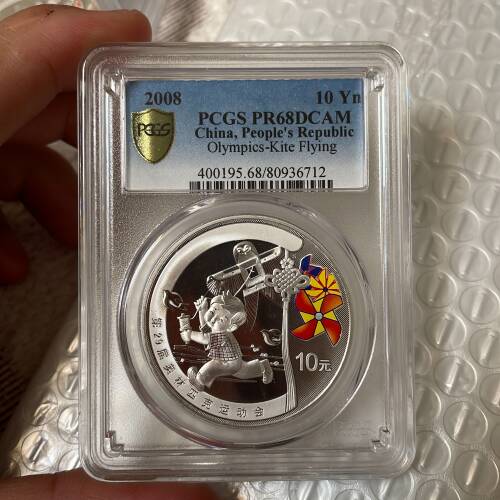 2008
10 Yn
PCGS
PCGS PR68DCAM
China, People's Republic
Olympics-Kite Flying
400195.68/80936712
10元
第29届奥林匹克运动会